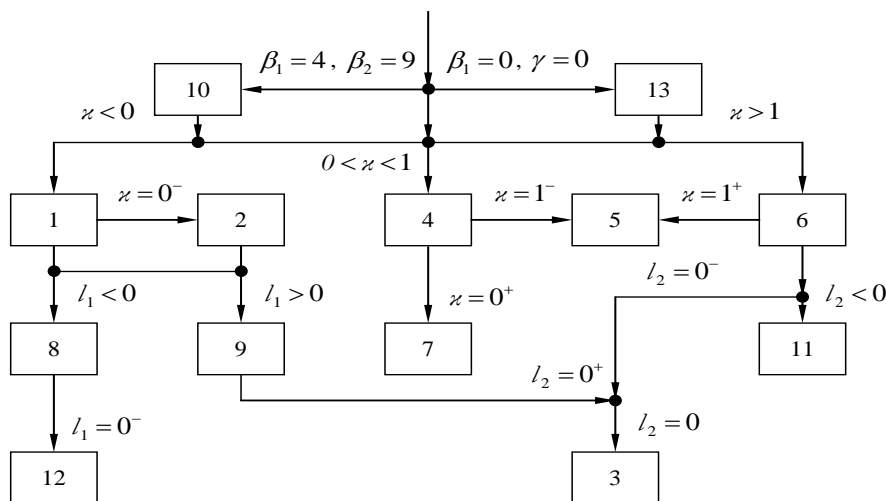 β₁ = 4 , β₂ = 9 β₁ = 0 , γ = 0
10 13
ϰ < 0 ϰ > 1
0 < ϰ < 1
1 ϰ = 0⁻ 2 4 ϰ = 1⁻ 5 ϰ = 1⁺ 6
l₁ < 0 l₁ > 0 ϰ = 0⁺ l₂ = 0⁻ l₂ < 0
8 9 7 11
l₂ = 0⁺
l₁ = 0⁻ l₂ = 0
12 3